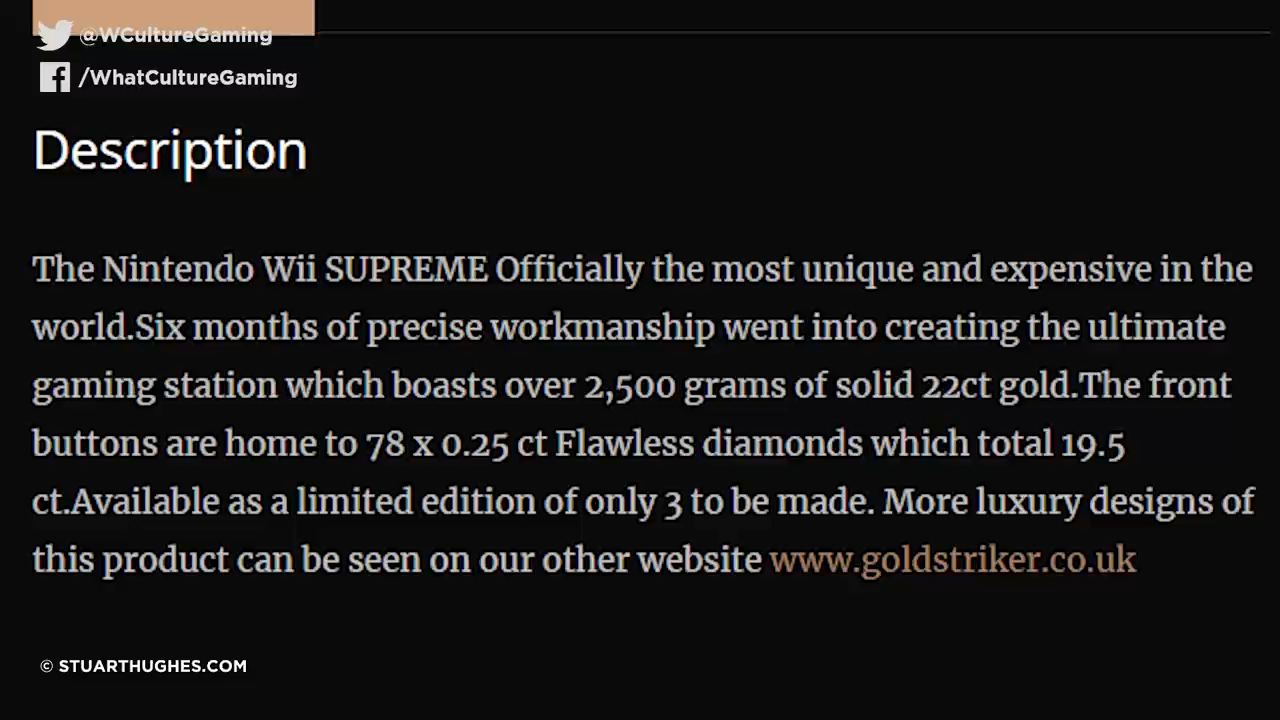 @WCultureGaming
/WhatCultureGaming
Description
The Nintendo Wii SUPREME Officially the most unique and expensive in the
world.Six months of precise workmanship went into creating the ultimate
gaming station which boasts over 2,500 grams of solid 22ct gold.The front
buttons are home to 78 x 0.25 ct Flawless diamonds which total 19.5
ct.Available as a limited edition of only 3 to be made. More luxury designs of
this product can be seen on our other website www.goldstriker.co.uk
© STUARTHUGHES.COM